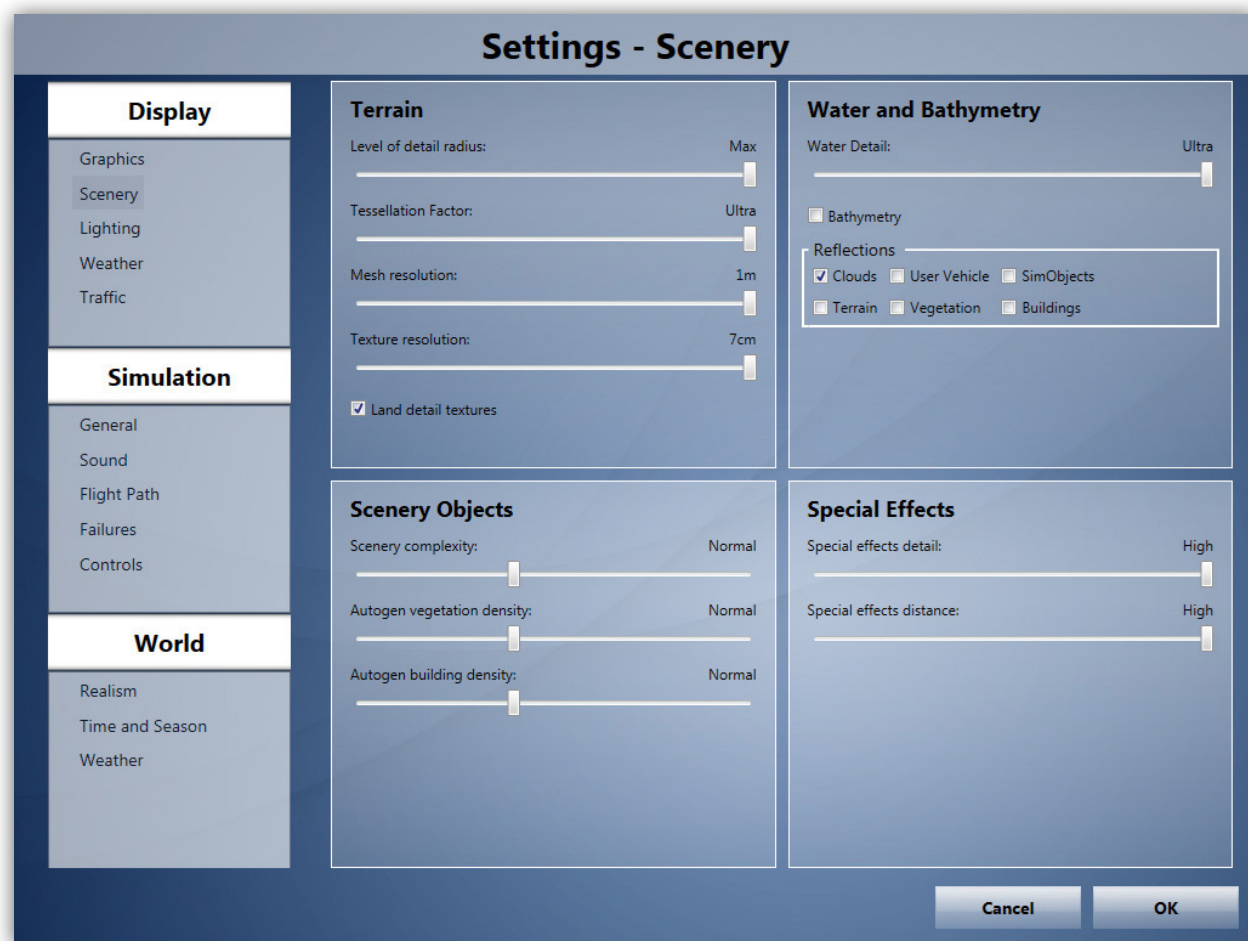 Settings - Scenery
Display
Graphics
Scenery
Lighting
Weather
Traffic
Simulation
General
Sound
Flight Path
Failures
Controls
World
Realism
Time and Season
Weather
Terrain
Level of detail radius: Max
Tessellation Factor: Ultra
Mesh resolution: 1m
Texture resolution: 7cm
Land detail textures
Water and Bathymetry
Water Detail: Ultra
Bathymetry
Reflections
Clouds User Vehicle SimObjects
Terrain Vegetation Buildings
Scenery Objects
Scenery complexity: Normal
Autogen vegetation density: Normal
Autogen building density: Normal
Special Effects
Special effects detail: High
Special effects distance: High
Cancel OK